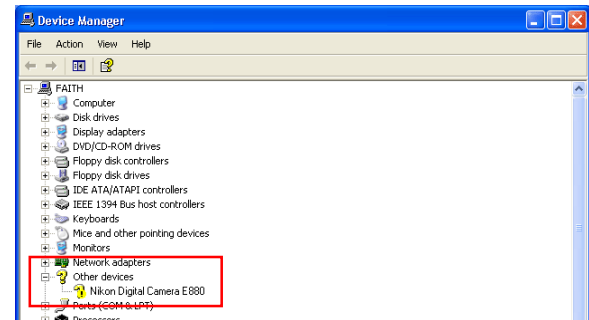 Device Manager
File Action View Help
FAITH
Computer
Disk drives
Display adapters
DVD/CD-ROM drives
Floppy disk controllers
Floppy disk drives
IDE ATA/ATAPI controllers
IEEE 1394 Bus host controllers
Keyboards
Mice and other pointing devices
Monitors
Network adapters
Other devices
Nikon Digital Camera E880
Ports (COM & LPT)
Processors